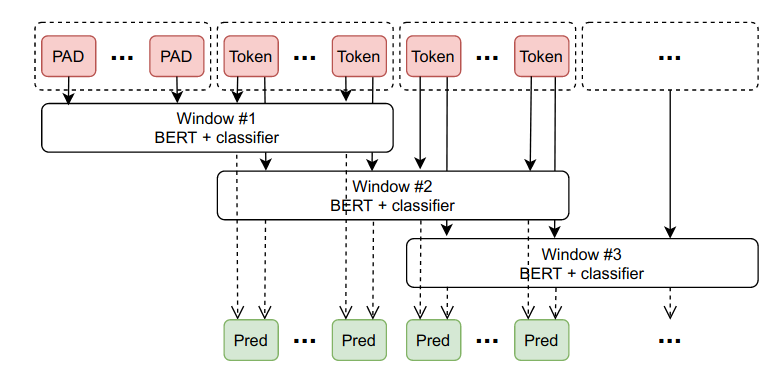 PAD ... PAD Token ... Token Token ... Token ...
Window #1
BERT + classifier
Window #2
BERT + classifier
Window #3
BERT + classifier
Pred ... Pred Pred ... Pred ...